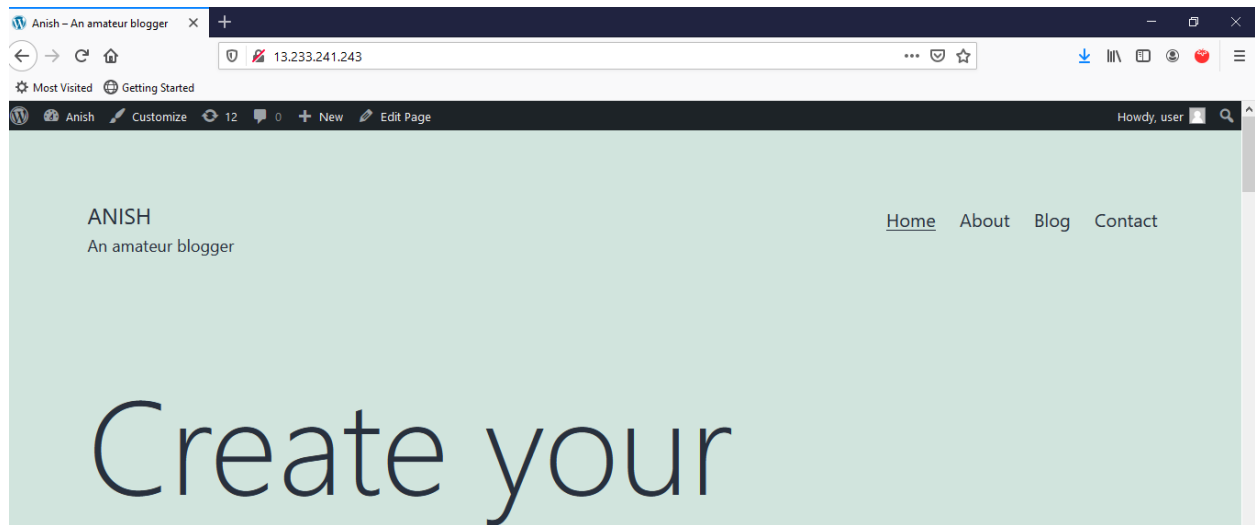 Anish – An amateur blogger
13.233.241.243
Most Visited Getting Started
Anish Customize 12 0 New Edit Page Howdy, user
ANISH
An amateur blogger
Home About Blog Contact
Create your